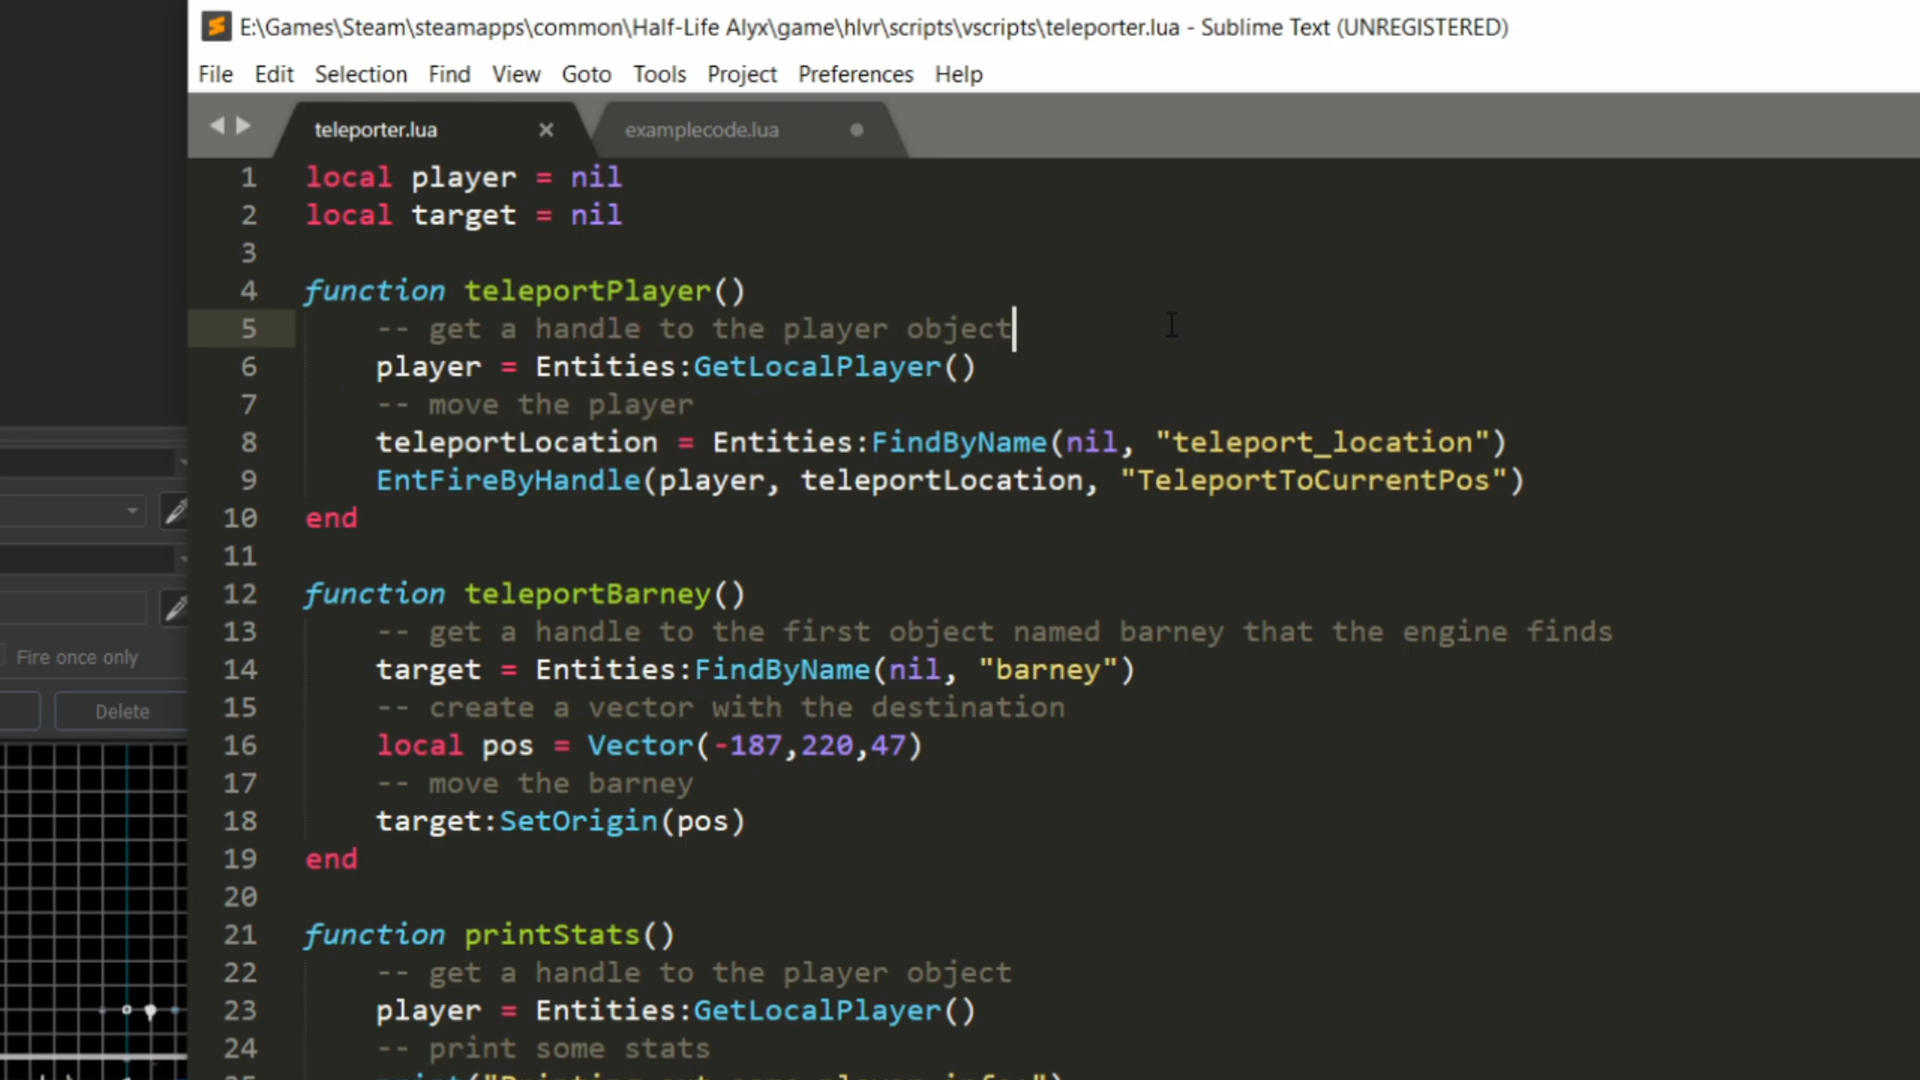 E:\Games\Steam\steamapps\common\Half-Life Alyx\game\hlvr\scripts\vscripts\teleporter.lua - Sublime Text (UNREGISTERED)
File Edit Selection Find View Goto Tools Project Preferences Help
teleporter.lua × examplecode.lua
1 local player = nil
2 local target = nil
3
4 function teleportPlayer()
5 -- get a handle to the player object
6 player = Entities:GetLocalPlayer()
7 -- move the player
8 teleportLocation = Entities:FindByName(nil, "teleport_location")
9 EntFireByHandle(player, teleportLocation, "TeleportToCurrentPos")
10 end
11
12 function teleportBarney()
13 -- get a handle to the first object named barney that the engine finds
14 target = Entities:FindByName(nil, "barney")
15 -- create a vector with the destination
16 local pos = Vector(-187,220,47)
17 -- move the barney
18 target:SetOrigin(pos)
19 end
20
21 function printStats()
22 -- get a handle to the player object
23 player = Entities:GetLocalPlayer()
24 -- print some stats
Fire once only
Delete